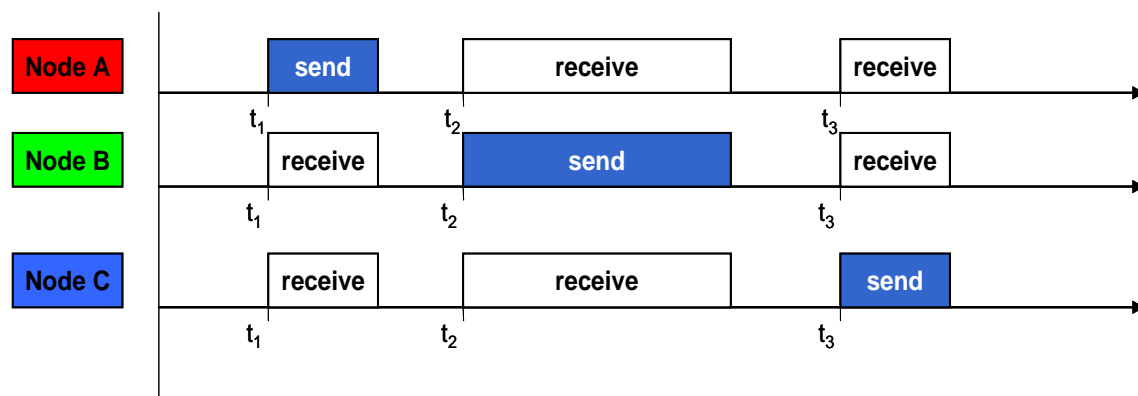 Node A send receive receive
t1 t2 t3
Node B receive send receive
t1 t2 t3
Node C receive receive send
t1 t2 t3